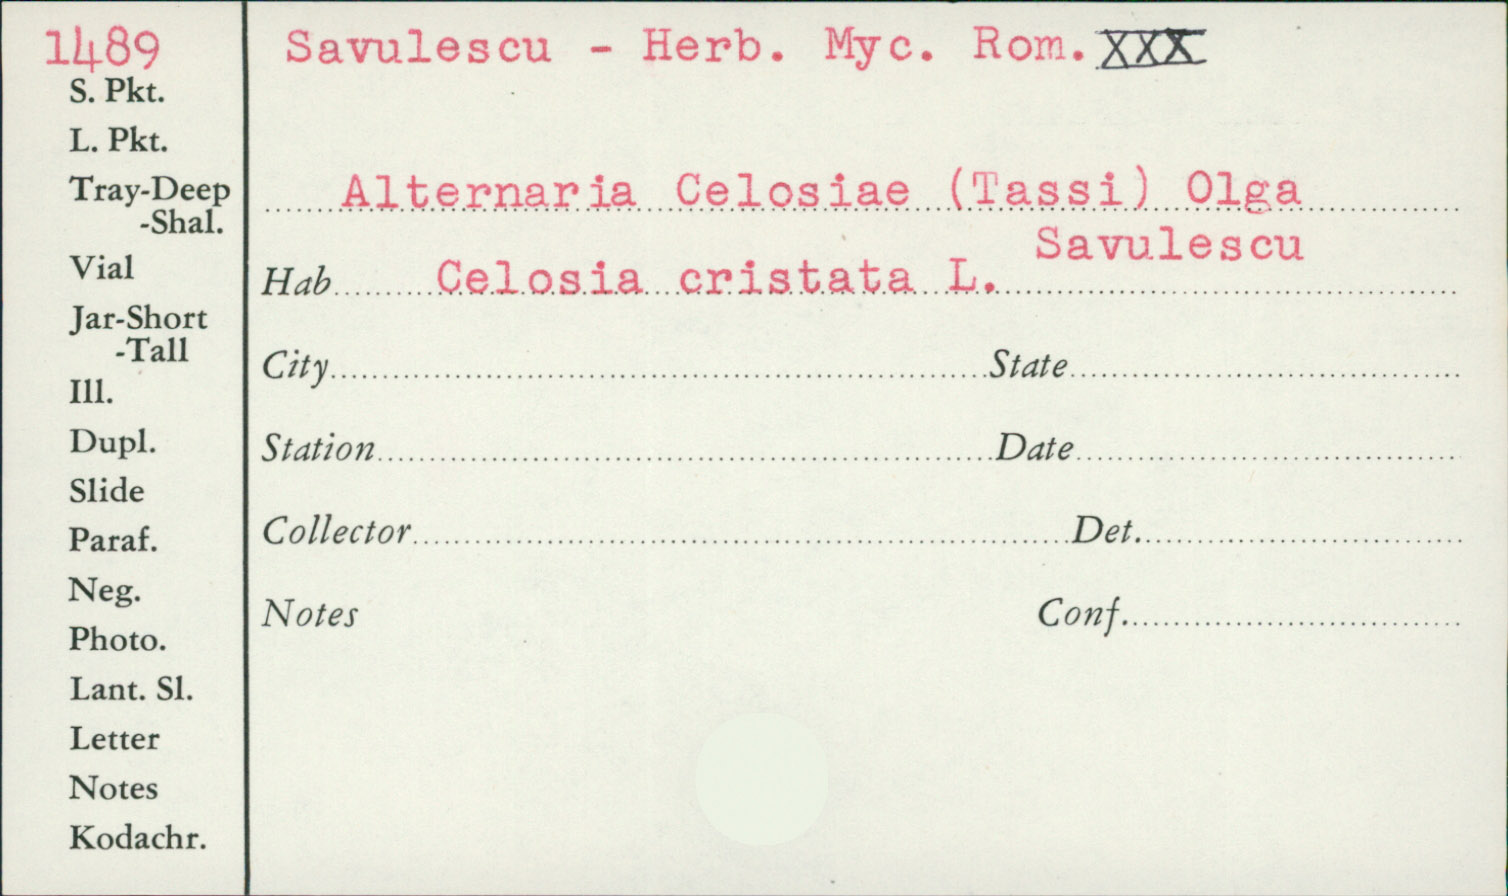 1489
Savulescu - Herb. Myc. Rom. XXX
S. Pkt.
L. Pkt.
Tray-Deep
-Shal.
Vial
Jar-Short
-Tall
Ill.
Dupl.
Slide
Paraf.
Neg.
Photo.
Lant. Sl.
Letter
Notes
Kodachr.
Alternaria Celosiae (Tassi) Olga
Savulescu
Hab Celosia cristata L.
City State
Station Date
Collector Det.
Notes Conf.